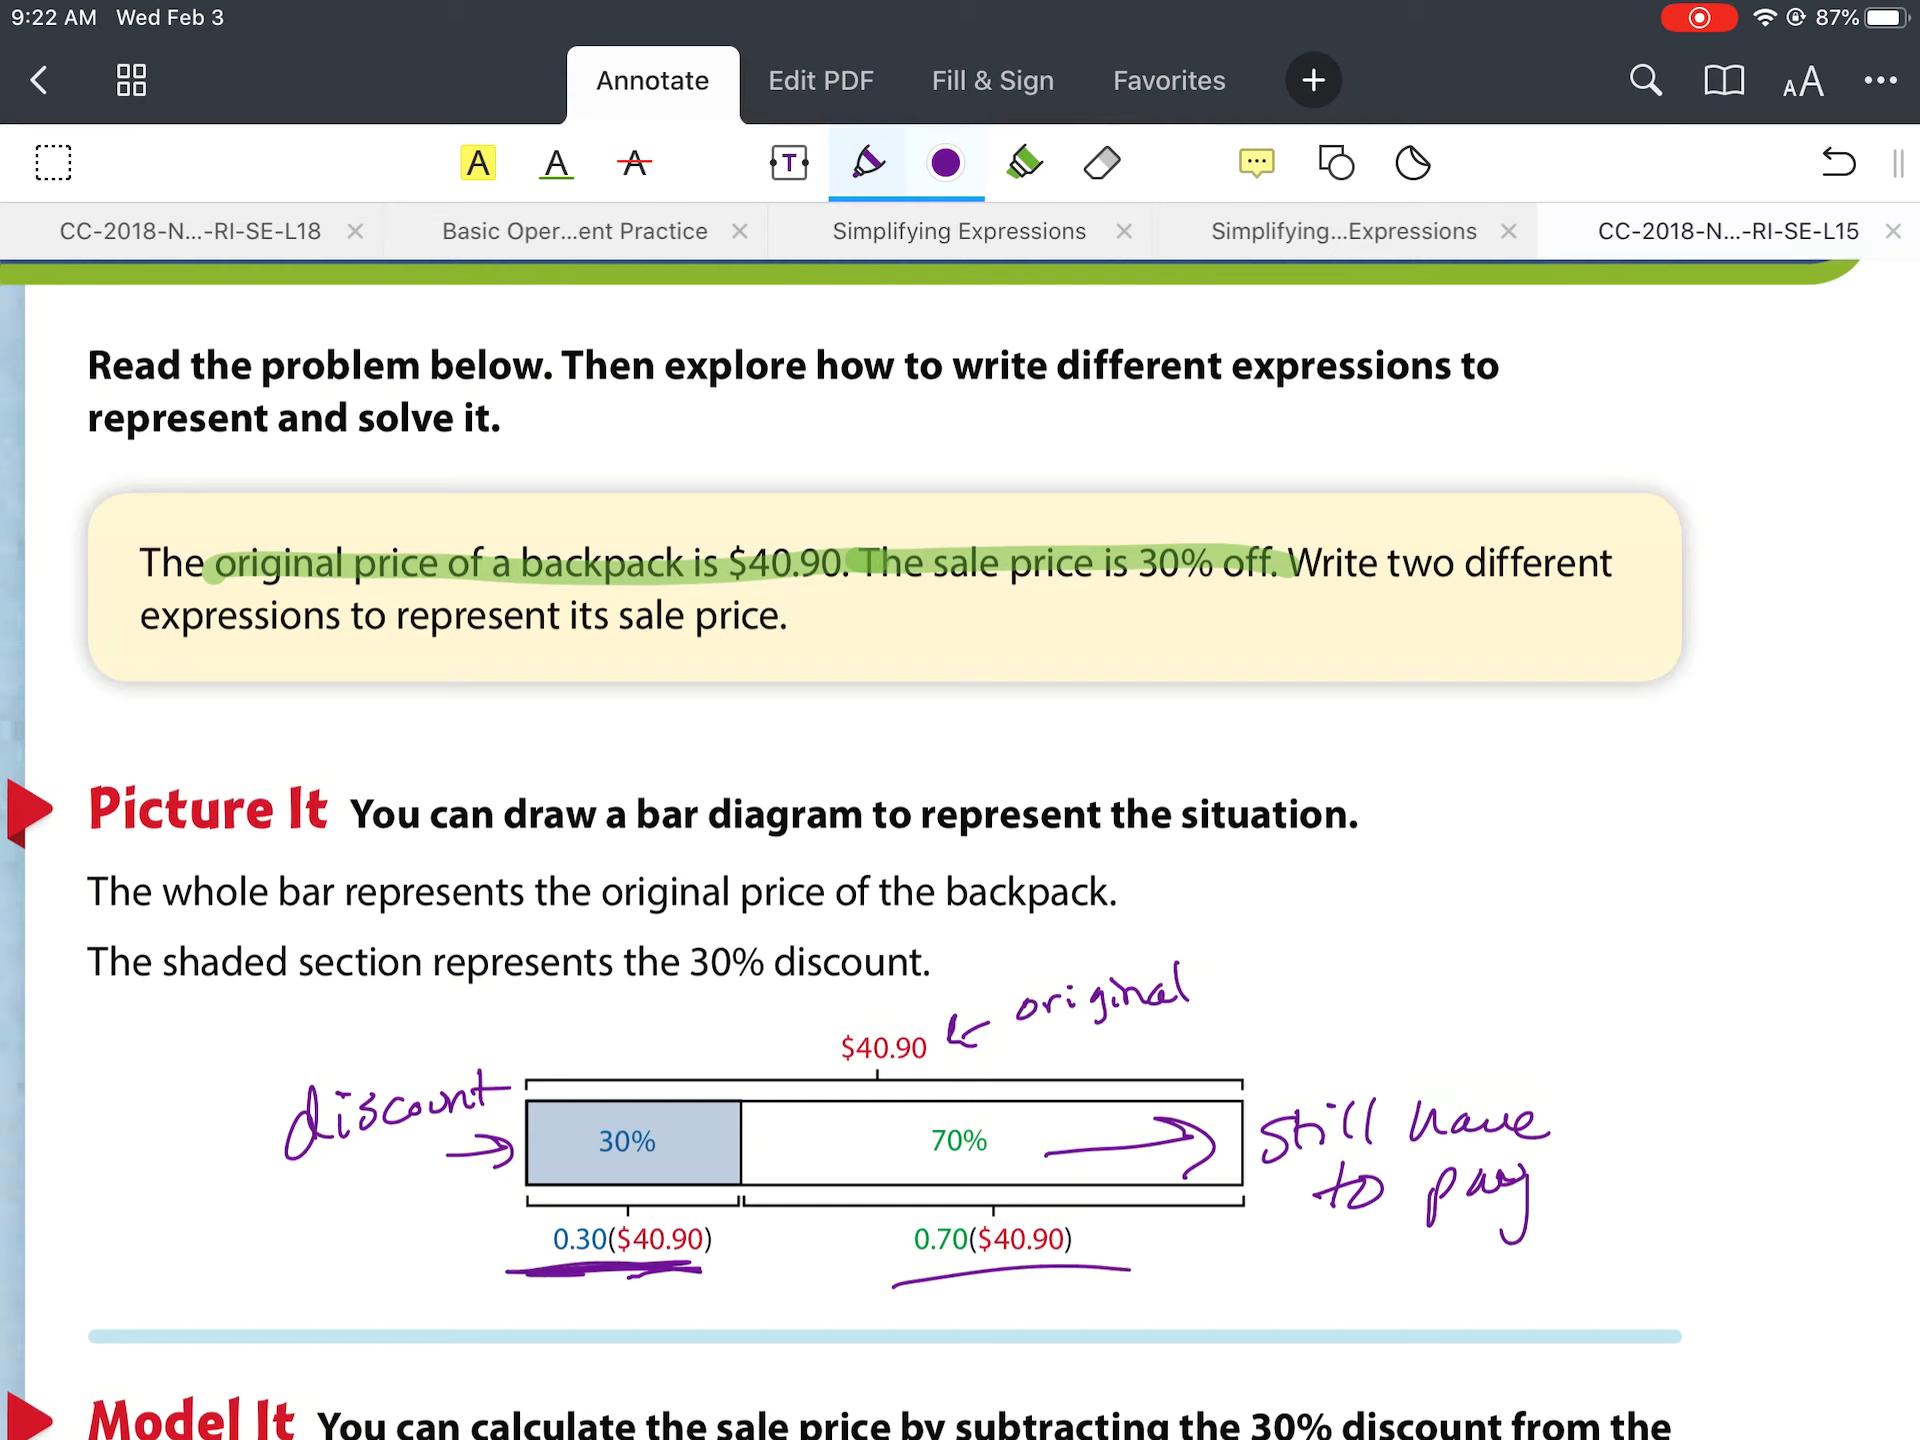 9:22 AM Wed Feb 3
87%
Annotate Edit PDF Fill & Sign Favorites +
AA
A A A T
CC-2018-N...-RI-SE-L18 Basic Oper...ent Practice Simplifying Expressions Simplifying...Expressions CC-2018-N...-RI-SE-L15
Read the problem below. Then explore how to write different expressions to
represent and solve it.
The original price of a backpack is $40.90. The sale price is 30% off. Write two different
expressions to represent its sale price.
Picture It You can draw a bar diagram to represent the situation.
The whole bar represents the original price of the backpack.
The shaded section represents the 30% discount.
original
$40.90
discount
30% 70% still have
to pay
0.30($40.90) 0.70($40.90)
Model It You can calculate the sale price by subtracting the 30% discount from the